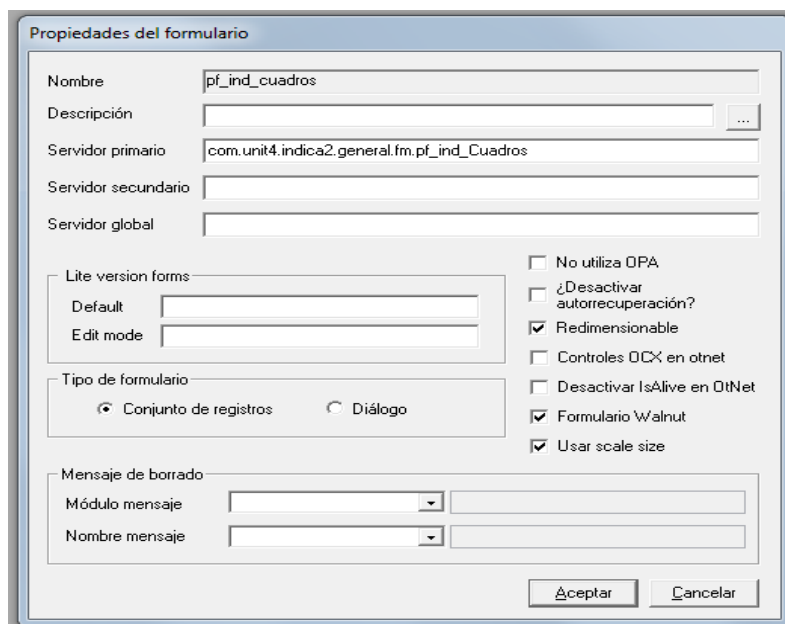 Propiedades del formulario
Nombre pf_ind_cuadros
Descripción ...
Servidor primario com.unit4.indica2.general.fm.pf_ind_Cuadros
Servidor secundario
Servidor global
Lite version forms
Default
Edit mode
Tipo de formulario
Conjunto de registros Diálogo
No utiliza OPA
¿Desactivar
autorrecuperación?
Redimensionable
Controles OCX en otnet
Desactivar IsAlive en OtNet
Formulario Walnut
Usar scale size
Mensaje de borrado
Módulo mensaje
Nombre mensaje
Aceptar Cancelar